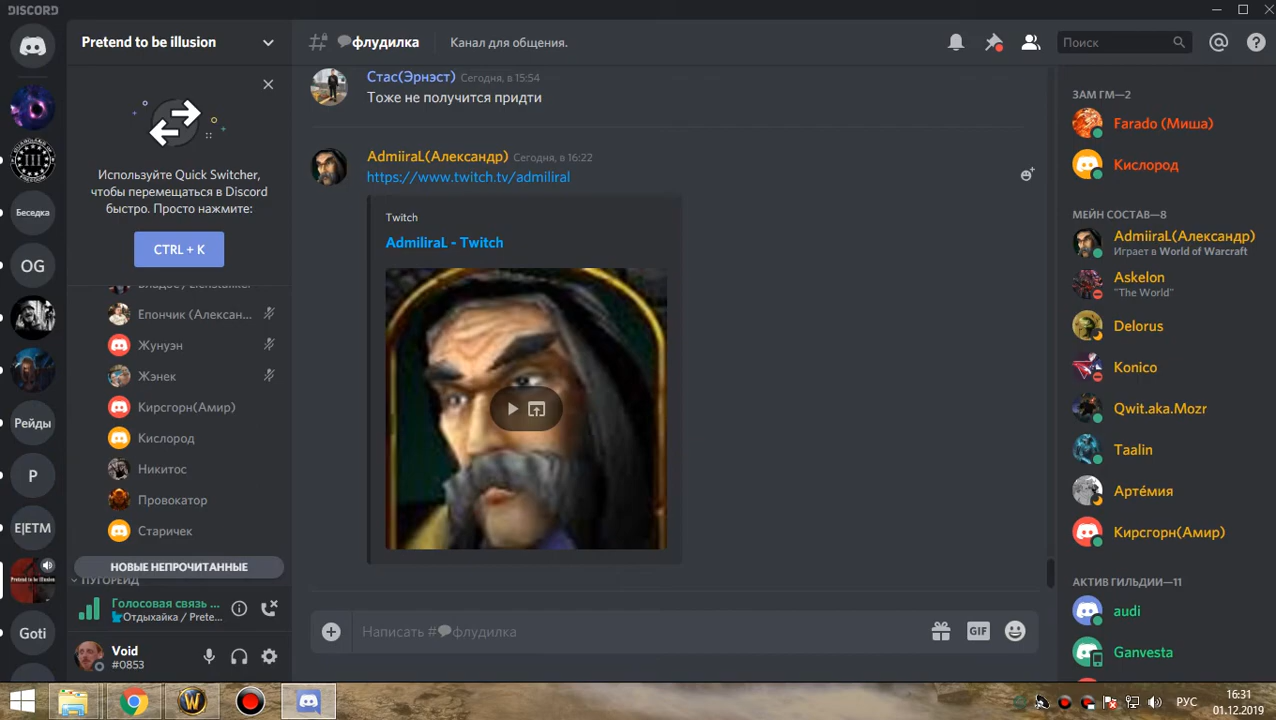 DISCORD
Pretend to be illusion
флудилка
Канал для общения.
Поиск
Используйте Quick Switcher,
чтобы перемещаться в Discord
быстро. Просто нажмите:
CTRL + K
Беседка
OG
Рейды
P
E|ETM
Goti
Епончик (Алексан...
Жунуэн
Жэнек
Кирсгорн(Амир)
Кислород
Никитос
Провокатор
Старичек
НОВЫЕ НЕПРОЧИТАННЫЕ
Голосовая связь ...
Отдыхайка / Prete...
Void
#0853
Стас(Эрнэст) Сегодня, в 15:54
Тоже не получится придти
AdmiiraL(Александр) Сегодня, в 16:22
https://www.twitch.tv/admiliral
Twitch
AdmiliraL - Twitch
Написать #флудилка
GIF
ЗАМ ГМ—2
Farado (Миша)
Кислород
МЕЙН СОСТАВ—8
AdmiiraL(Александр)
Играет в World of Warcraft
Askelon
"The World"
Delorus
Konico
Qwit.aka.Mozr
Taalin
Артéмия
Кирсгорн(Амир)
АКТИВ ГИЛЬДИИ—11
audi
Ganvesta
РУС
16:31
01.12.2019